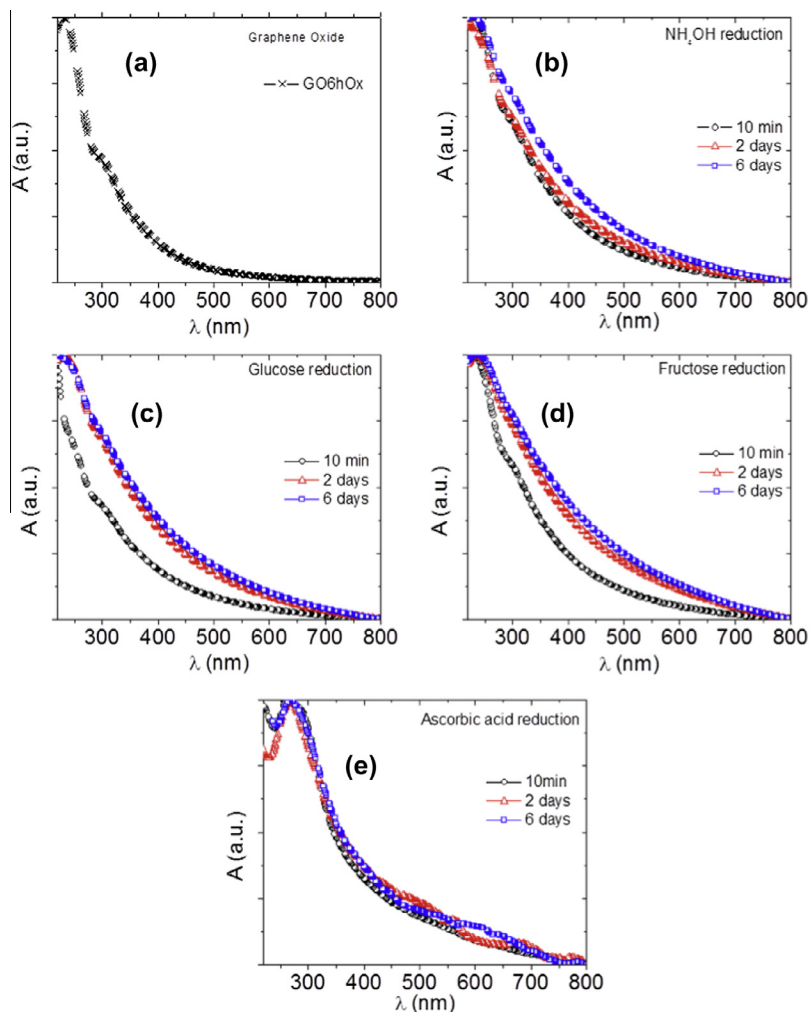 Graphene Oxide
(a)
GO6hOx
A (a.u.)
300 400 500 600 700 800
λ (nm)
NH₄OH reduction
(b)
10 min
2 days
6 days
A (a.u.)
300 400 500 600 700 800
λ (nm)
Glucose reduction
(c)
10 min
2 days
6 days
A (a.u.)
300 400 500 600 700 800
λ (nm)
Fructose reduction
(d)
10 min
2 days
6 days
A (a.u.)
300 400 500 600 700 800
λ (nm)
Ascorbic acid reduction
(e)
10min
2 days
6 days
A (a.u.)
300 400 500 600 700 800
λ (nm)